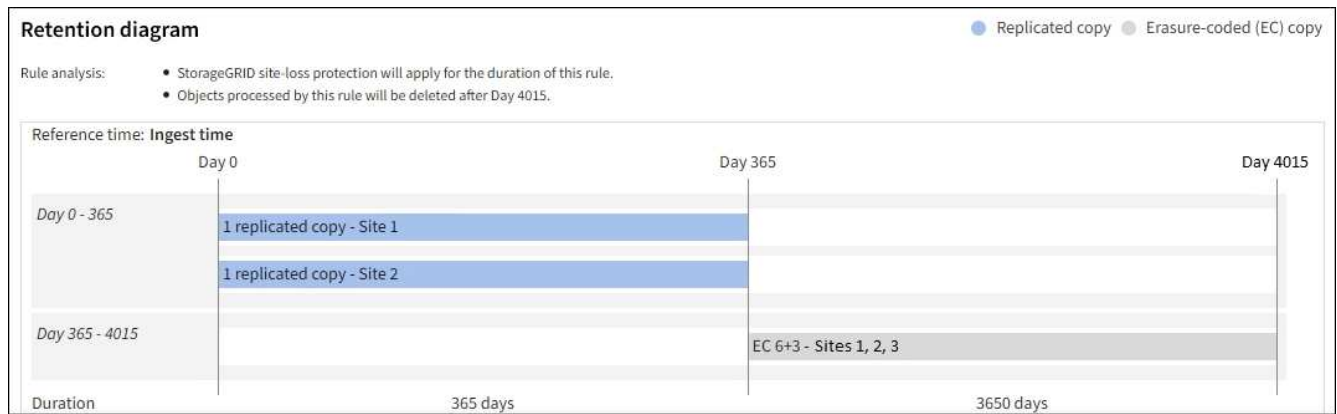 Retention diagram
Replicated copy Erasure-coded (EC) copy
Rule analysis:
• StorageGRID site-loss protection will apply for the duration of this rule.
• Objects processed by this rule will be deleted after Day 4015.
Reference time: Ingest time
Day 0 Day 365 Day 4015
Day 0 - 365
1 replicated copy - Site 1
1 replicated copy - Site 2
Day 365 - 4015
EC 6+3 - Sites 1, 2, 3
Duration 365 days 3650 days